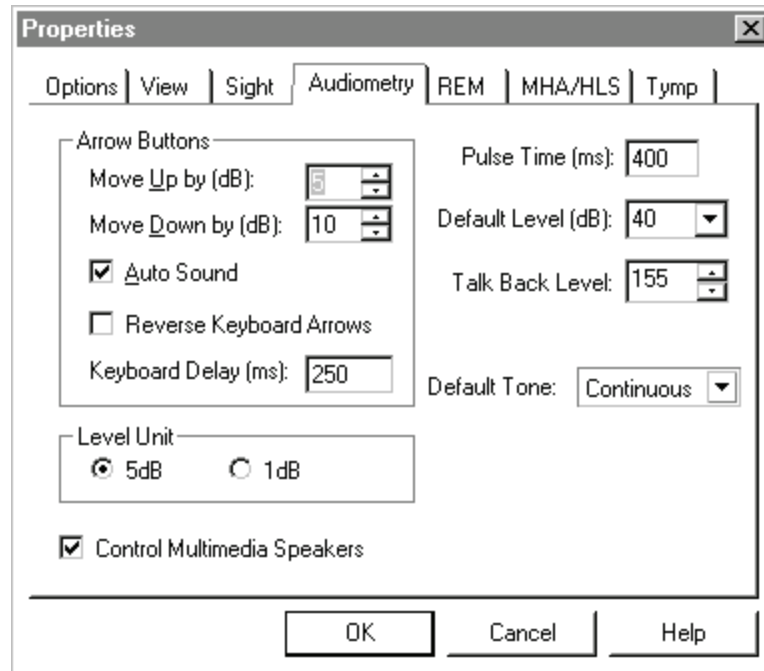 Properties
Options View Sight Audiometry REM MHA/HLS Tymp
Arrow Buttons
Move Up by (dB): 5
Move Down by (dB): 10
Auto Sound
Reverse Keyboard Arrows
Keyboard Delay (ms): 250
Pulse Time (ms): 400
Default Level (dB): 40
Talk Back Level: 155
Default Tone: Continuous
Level Unit
5dB 1dB
Control Multimedia Speakers
OK Cancel Help